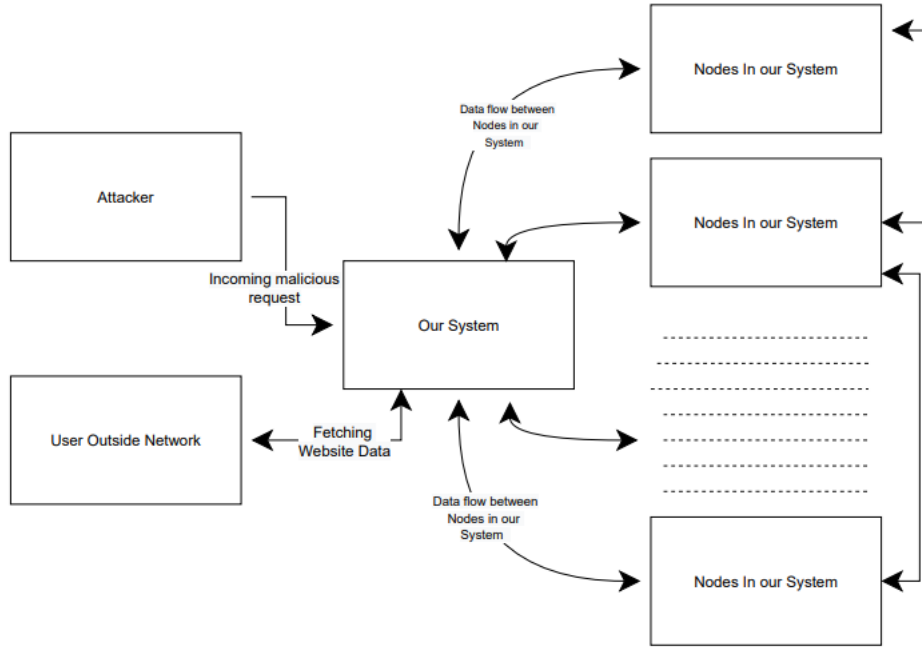 Nodes In our System
Data flow between
Nodes in our
System
Attacker
Nodes In our System
Incoming malicious
request
Our System
User Outside Network
Fetching
Website Data
Data flow between
Nodes in our
System
Nodes In our System